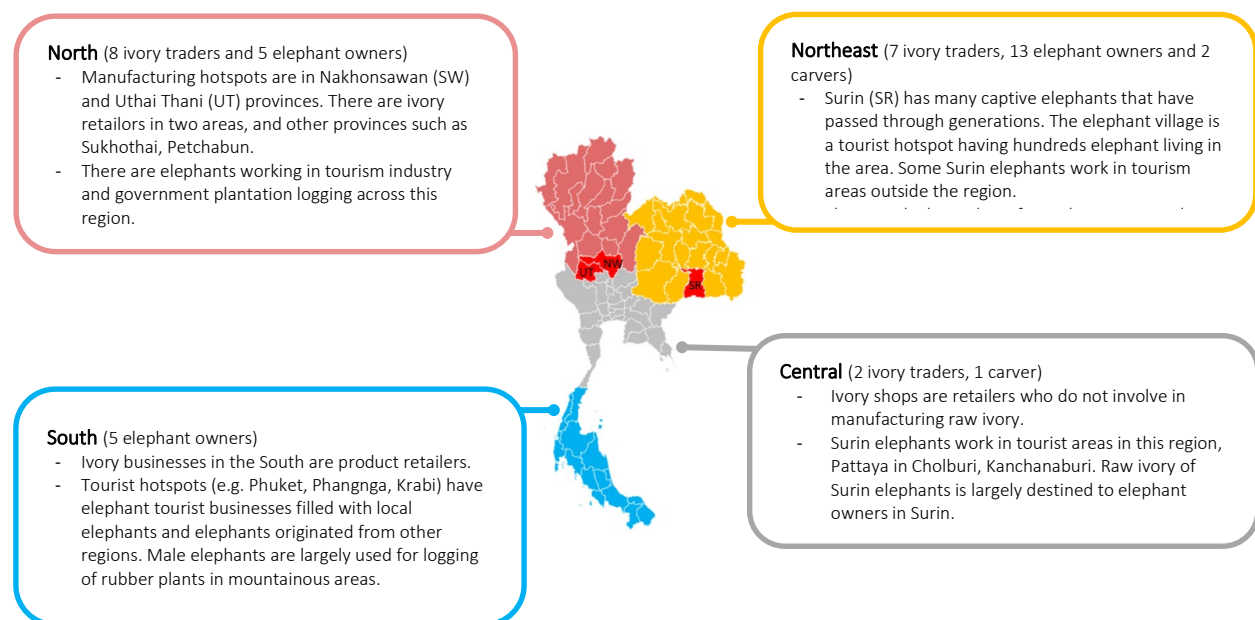 North (8 ivory traders and 5 elephant owners)
- Manufacturing hotspots are in Nakhonsawan (SW)
and Uthai Thani (UT) provinces. There are ivory
retailors in two areas, and other provinces such as
Sukhothai, Petchabun.
- There are elephants working in tourism industry
and government plantation logging across this
region.
Northeast (7 ivory traders, 13 elephant owners and 2
carvers)
- Surin (SR) has many captive elephants that have
passed through generations. The elephant village is
a tourist hotspot having hundreds elephant living in
the area. Some Surin elephants work in tourism
areas outside the region.
NW
UT
SR
Central (2 ivory traders, 1 carver)
- Ivory shops are retailers who do not involve in
manufacturing raw ivory.
- Surin elephants work in tourist areas in this region,
Pattaya in Cholburi, Kanchanaburi. Raw ivory of
Surin elephants is largely destined to elephant
owners in Surin.
South (5 elephant owners)
- Ivory businesses in the South are product retailers.
- Tourist hotspots (e.g. Phuket, Phangnga, Krabi) have
elephant tourist businesses filled with local
elephants and elephants originated from other
regions. Male elephants are largely used for logging
of rubber plants in mountainous areas.